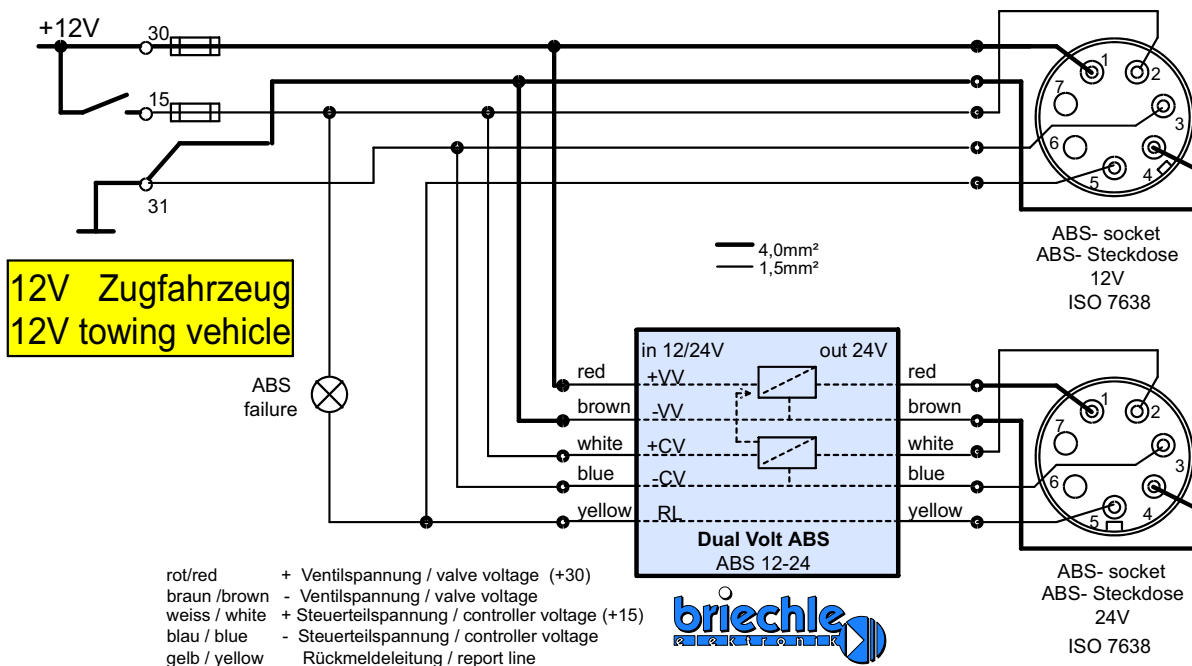 +12V
30
15
31
1
2
7
3
6
5
4
ABS- socket
ABS- Steckdose
12V
ISO 7638
4,0mm²
1,5mm²
12V Zugfahrzeug
12V towing vehicle
ABS
failure
in 12/24V out 24V
red +VV red
brown -VV brown
white +CV white
blue -CV blue
yellow RL yellow
Dual Volt ABS
ABS 12-24
1
2
7
3
6
5
4
ABS- socket
ABS- Steckdose
24V
ISO 7638
rot/red + Ventilspannung / valve voltage (+30)
braun /brown - Ventilspannung / valve voltage
weiss / white + Steuerteilspannung / controller voltage (+15)
blau / blue - Steuerteilspannung / controller voltage
gelb / yellow Rückmeldeleitung / report line
briechle
elektronik